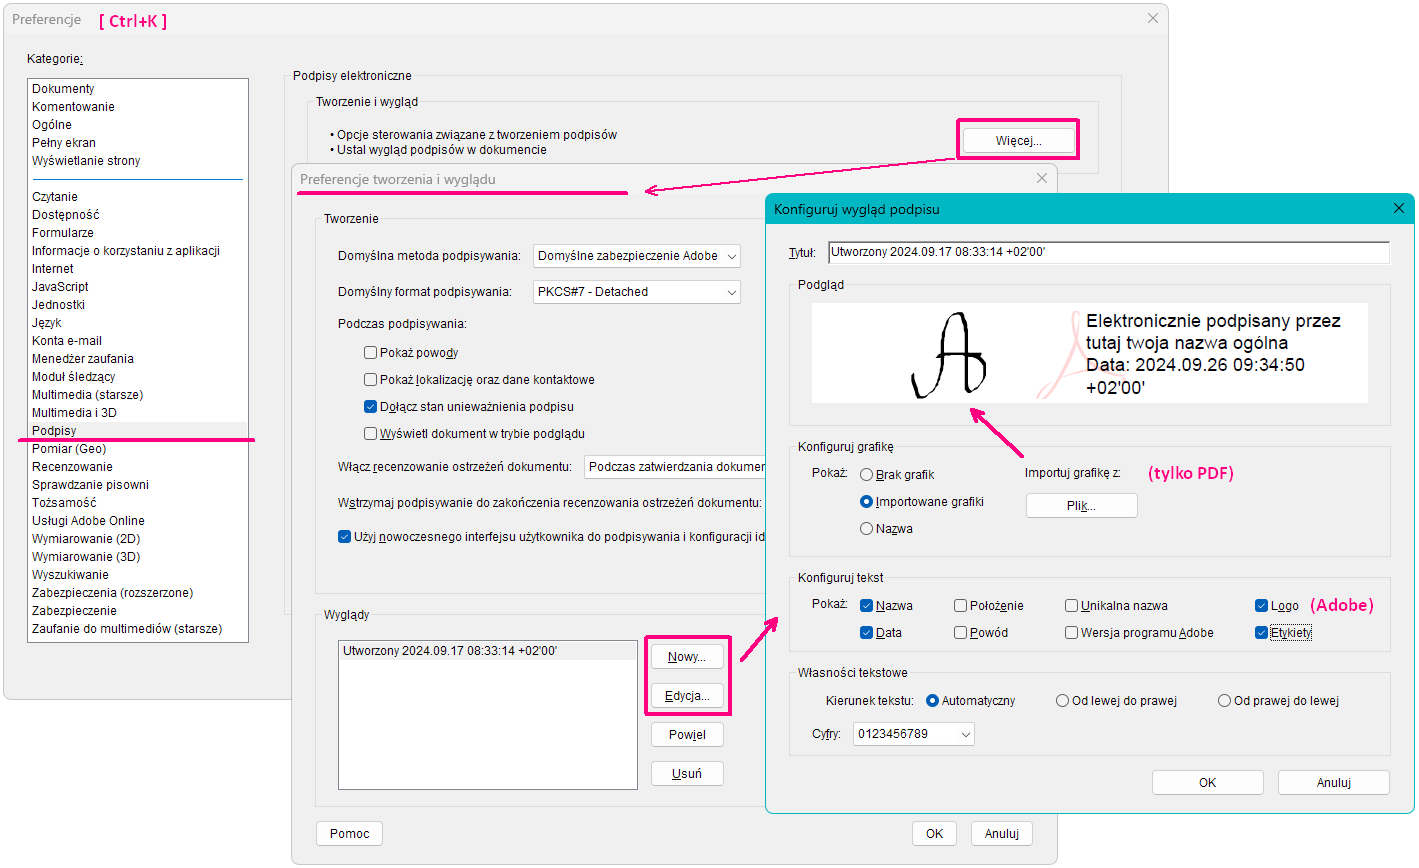 Preferencje [ Ctrl+K ]
Kategorie:
Dokumenty
Komentowanie
Ogólne
Pełny ekran
Wyświetlanie strony
Czytanie
Dostępność
Formularze
Informacje o korzystaniu z aplikacji
Internet
JavaScript
Jednostki
Język
Konta e-mail
Menedżer zaufania
Moduł śledzący
Multimedia (starsze)
Multimedia i 3D
Podpisy
Pomiar (Geo)
Recenzowanie
Sprawdzanie pisowni
Tożsamość
Usługi Adobe Online
Wymiarowanie (2D)
Wymiarowanie (3D)
Wyszukiwanie
Zabezpieczenia (rozszerzone)
Zabezpieczenie
Zaufanie do multimediów (starsze)
Podpisy elektroniczne
Tworzenie i wygląd
• Opcje sterowania związane z tworzeniem podpisów
• Ustal wygląd podpisów w dokumencie
Więcej...
Preferencje tworzenia i wyglądu
Tworzenie
Domyślna metoda podpisywania: Domyślne zabezpieczenie Adobe
Domyślny format podpisywania: PKCS#7 - Detached
Podczas podpisywania:
Pokaż powody
Pokaż lokalizację oraz dane kontaktowe
Dołącz stan unieważnienia podpisu
Wyświetl dokument w trybie podglądu
Włącz recenzowanie ostrzeżeń dokumentu: Podczas zatwierdzania dokumen
Wstrzymaj podpisywanie do zakończenia recenzowania ostrzeżeń dokumentu:
Użyj nowoczesnego interfejsu użytkownika do podpisywania i konfiguracji id
Wyglądy
Utworzony 2024.09.17 08:33:14 +02'00'
Nowy...
Edycja...
Powiel
Usuń
Pomoc
OK
Anuluj
Konfiguruj wygląd podpisu
Tytuł: Utworzony 2024.09.17 08:33:14 +02'00'
Podgląd
A
Elektronicznie podpisany przez
tutaj twoja nazwa ogólna
Data: 2024.09.26 09:34:50
+02'00'
Konfiguruj grafikę
Pokaż: Brak grafik
Importowane grafiki
Nazwa
Importuj grafikę z: (tylko PDF)
Plik...
Konfiguruj tekst
Pokaż: Nazwa Położenie Unikalna nazwa Logo (Adobe)
Data Powód Wersja programu Adobe Etykiety
Własności tekstowe
Kierunek tekstu: Automatyczny Od lewej do prawej Od prawej do lewej
Cyfry: 0123456789
OK
Anuluj